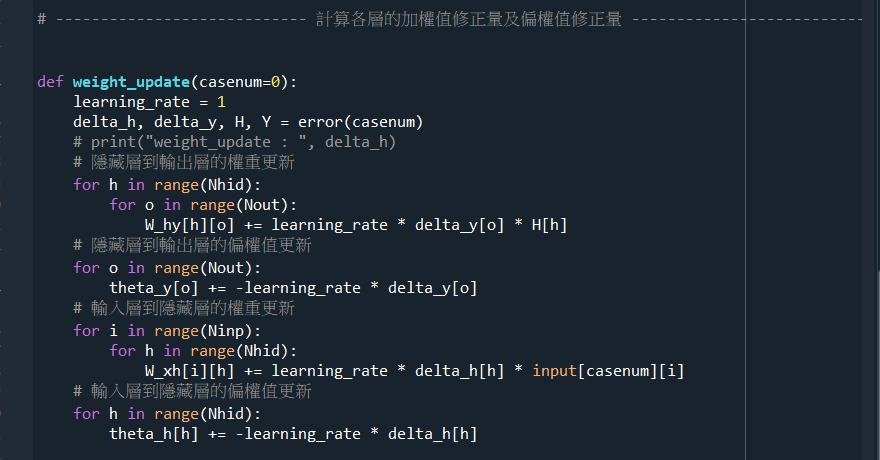 # ---------------------------- 計算各層的加權值修正量及偏權值修正量 --------------------------
def weight_update(casenum=0):
    learning_rate = 1
    delta_h, delta_y, H, Y = error(casenum)
    # print("weight_update : ", delta_h)
    # 隱藏層到輸出層的權重更新
    for h in range(Nhid):
        for o in range(Nout):
            W_hy[h][o] += learning_rate * delta_y[o] * H[h]
    # 隱藏層到輸出層的偏權值更新
    for o in range(Nout):
        theta_y[o] += -learning_rate * delta_y[o]
    # 輸入層到隱藏層的權重更新
    for i in range(Ninp):
        for h in range(Nhid):
            W_xh[i][h] += learning_rate * delta_h[h] * input[casenum][i]
    # 輸入層到隱藏層的偏權值更新
    for h in range(Nhid):
        theta_h[h] += -learning_rate * delta_h[h]